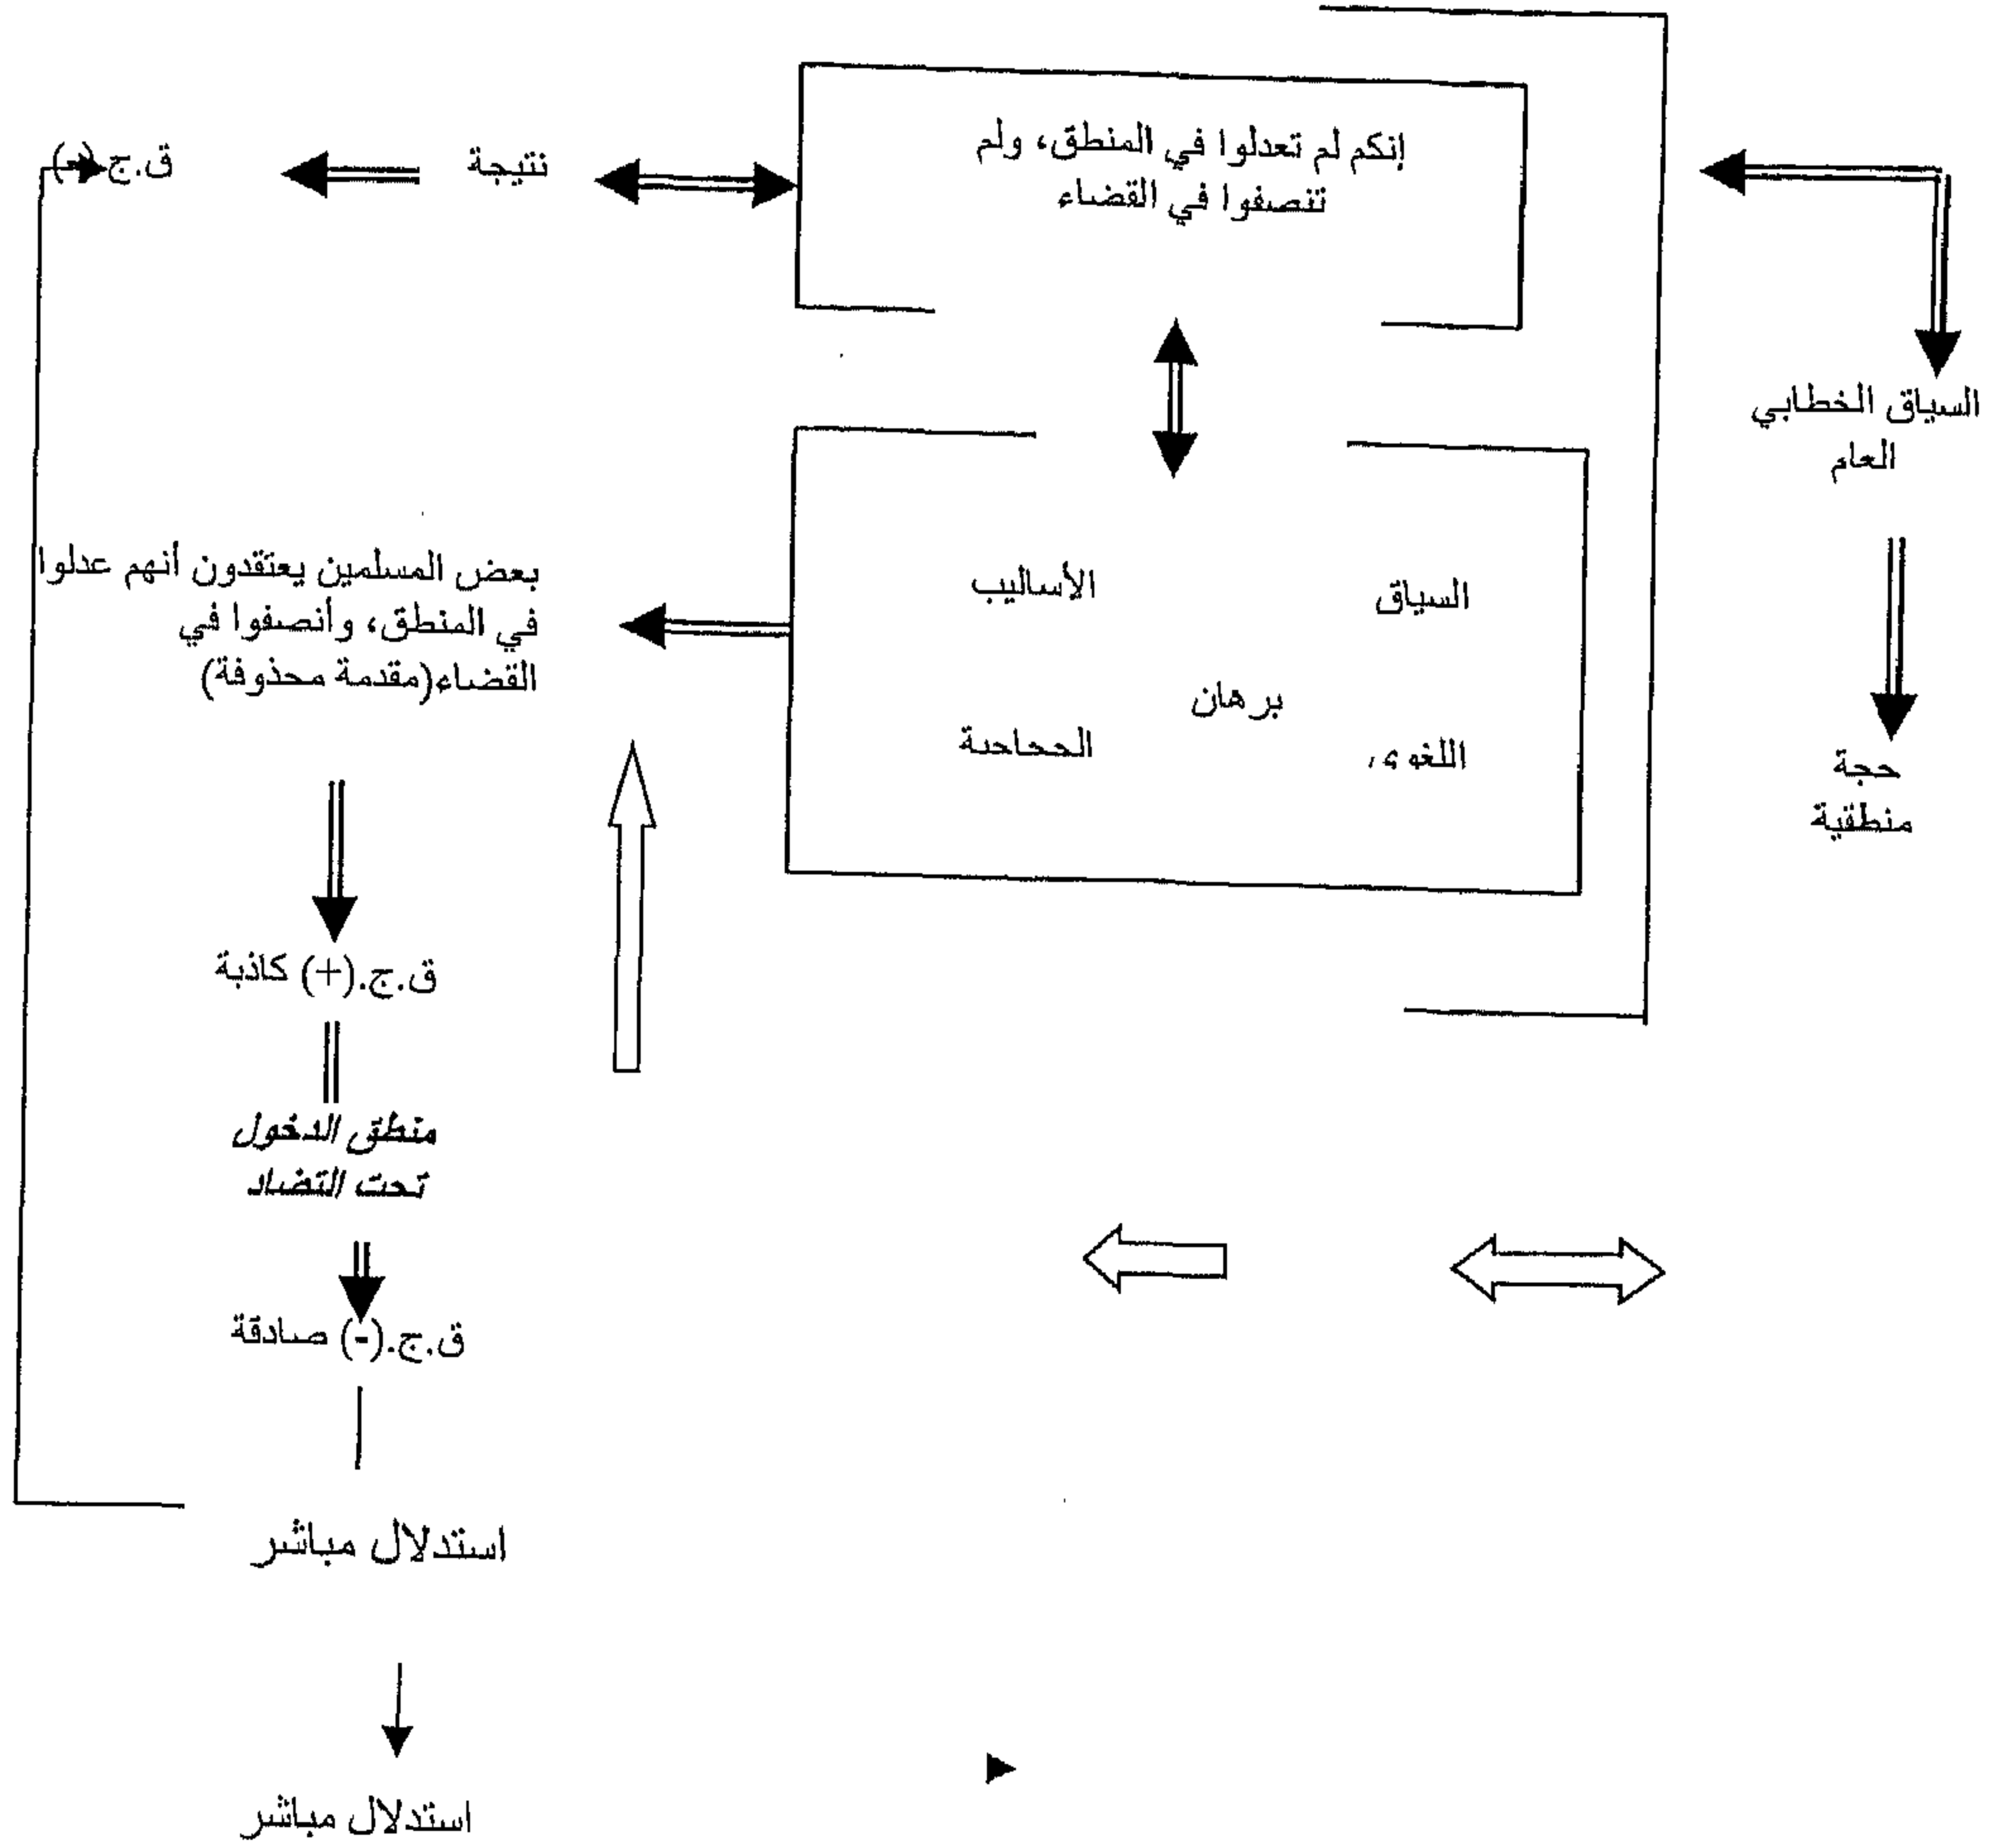 إنكم لم تعدلوا في المنطق، ولم
تنصفوا في القضاء
نتيجة
ق.ج.(-)
السياق الخطابي
العام
حجة
منطقية
السياق
الأساليب
برهان
اللغوي
الحجاجية
بعض المسلمين يعتقدون أنهم عدلوا
في المنطق، وأنصفوا في
القضاء(مقدمة محذوفة)
ق.ج.(+) كاذبة
منطق الدخول
تحت التضاد
ق.ج.(-) صادقة
استدلال مباشر
استدلال مباشر